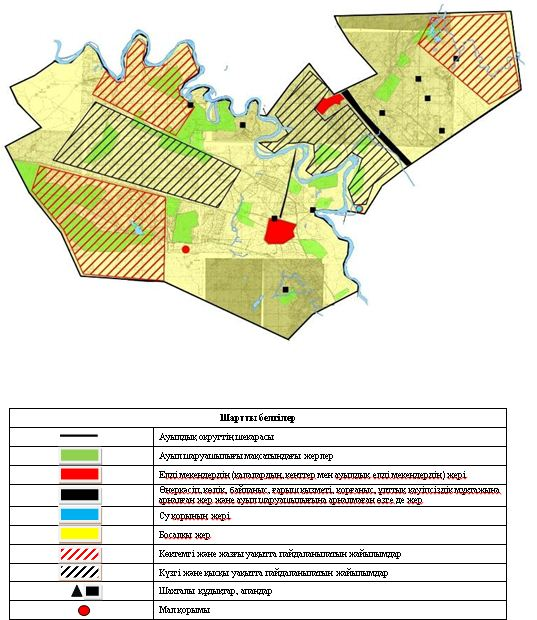 Шартты белгілер
Ауылдық округтің шекарасы
Ауыл шаруашылығы мақсатындағы жерлер
Елді мекендердің (қалалардың, кенттер мен ауылдық елді мекендердің) жері
Өнеркәсіп, көлік, байланыс, ғарыш қызметі, қорғаныс, ұлттық қауіпсіздік мұқтажына
арналған жер және ауыл шаруашылығына арналмаған өзге де жер
Су қорының жері
Босалқы жер
Көктемгі және жазғы уақытта пайдаланылатын жайылымдар
Күзгі және қысқы уақытта пайдаланылатын жайылымдар
Шахталы құдықтар, апандар
Мал қорымы